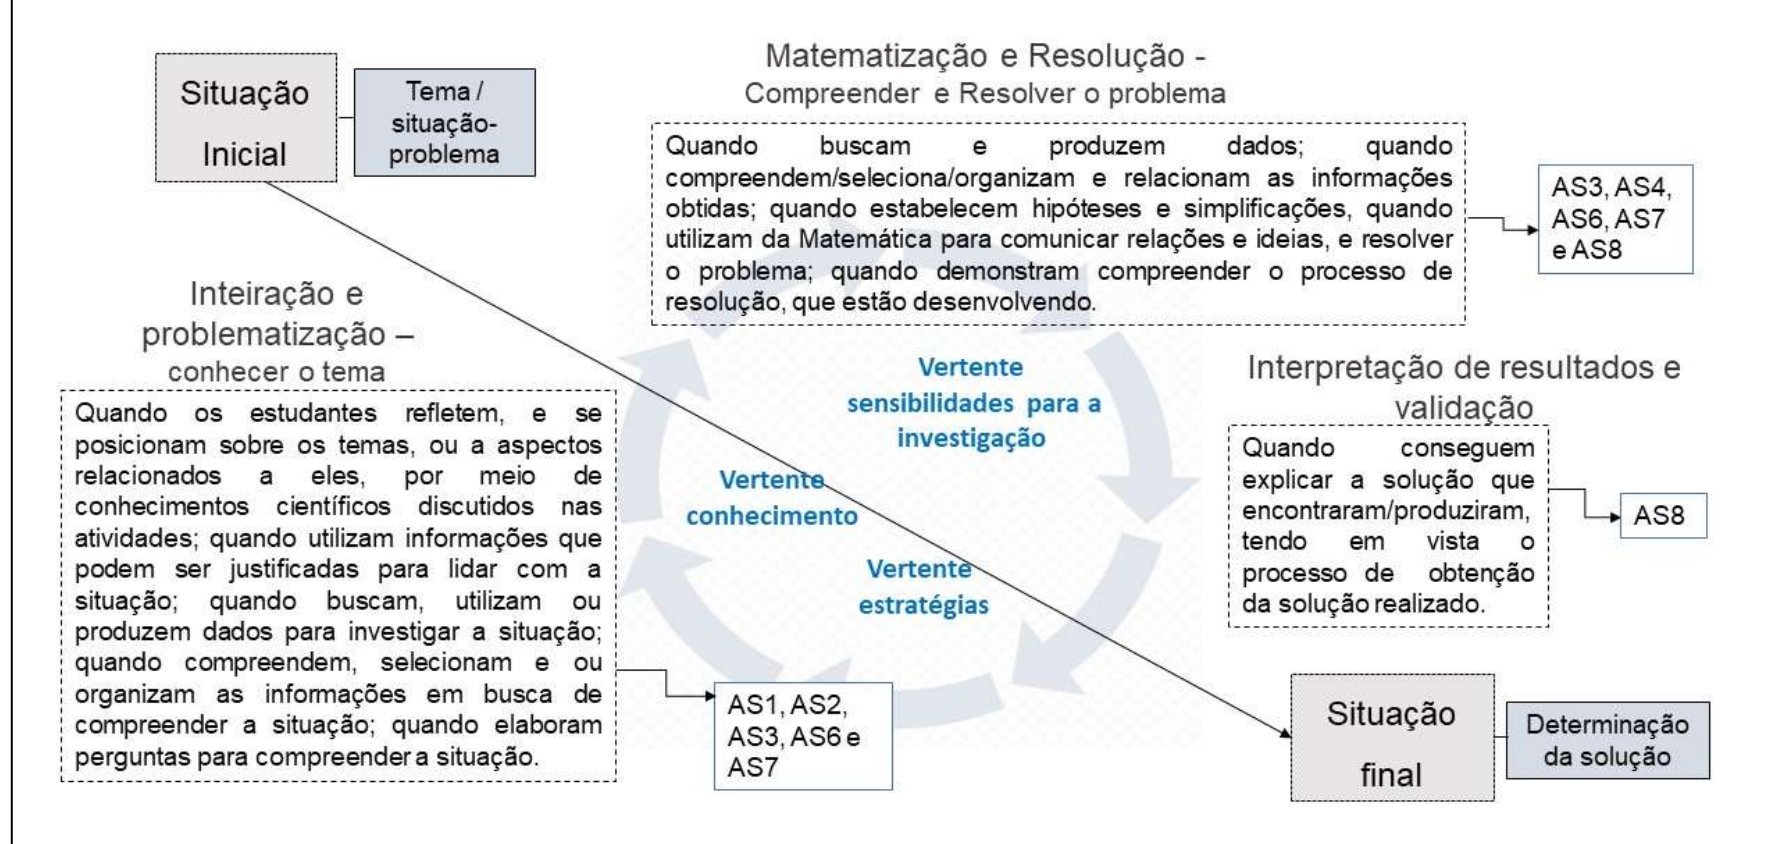 Situação
Inicial
Tema /
situação-
problema
Matematização e Resolução -
Compreender e Resolver o problema
Quando buscam e produzem dados; quando
compreendem/seleciona/organizam e relacionam as informações
obtidas; quando estabelecem hipóteses e simplificações, quando
utilizam da Matemática para comunicar relações e ideias, e resolver
o problema; quando demonstram compreender o processo de
resolução, que estão desenvolvendo.
AS3, AS4,
AS6, AS7
e AS8
Inteiração e
problematização –
conhecer o tema
Quando os estudantes refletem, e se
posicionam sobre os temas, ou a aspectos
relacionados a eles, por meio de
conhecimentos científicos discutidos nas
atividades; quando utilizam informações que
podem ser justificadas para lidar com a
situação; quando buscam, utilizam ou
produzem dados para investigar a situação;
quando compreendem, selecionam e ou
organizam as informações em busca de
compreender a situação; quando elaboram
perguntas para compreender a situação.
AS1, AS2,
AS3, AS6 e
AS7
Vertente
sensibilidades para a
investigação
Vertente
conhecimento
Vertente
estratégias
Interpretação de resultados e
validação
Quando conseguem
explicar a solução que
encontraram/produziram,
tendo em vista o
processo de obtenção
da solução realizado.
AS8
Situação
final
Determinação
da solução